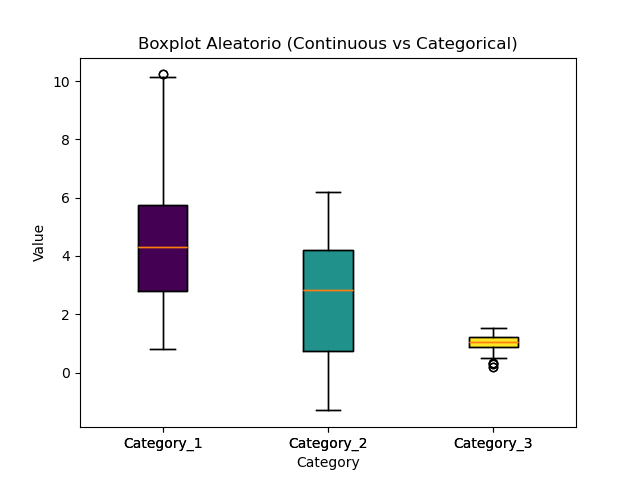 Boxplot Aleatorio (Continuous vs Categorical)
10
8
6
4
2
0
Value
Category_1
Category_2
Category_3
Category